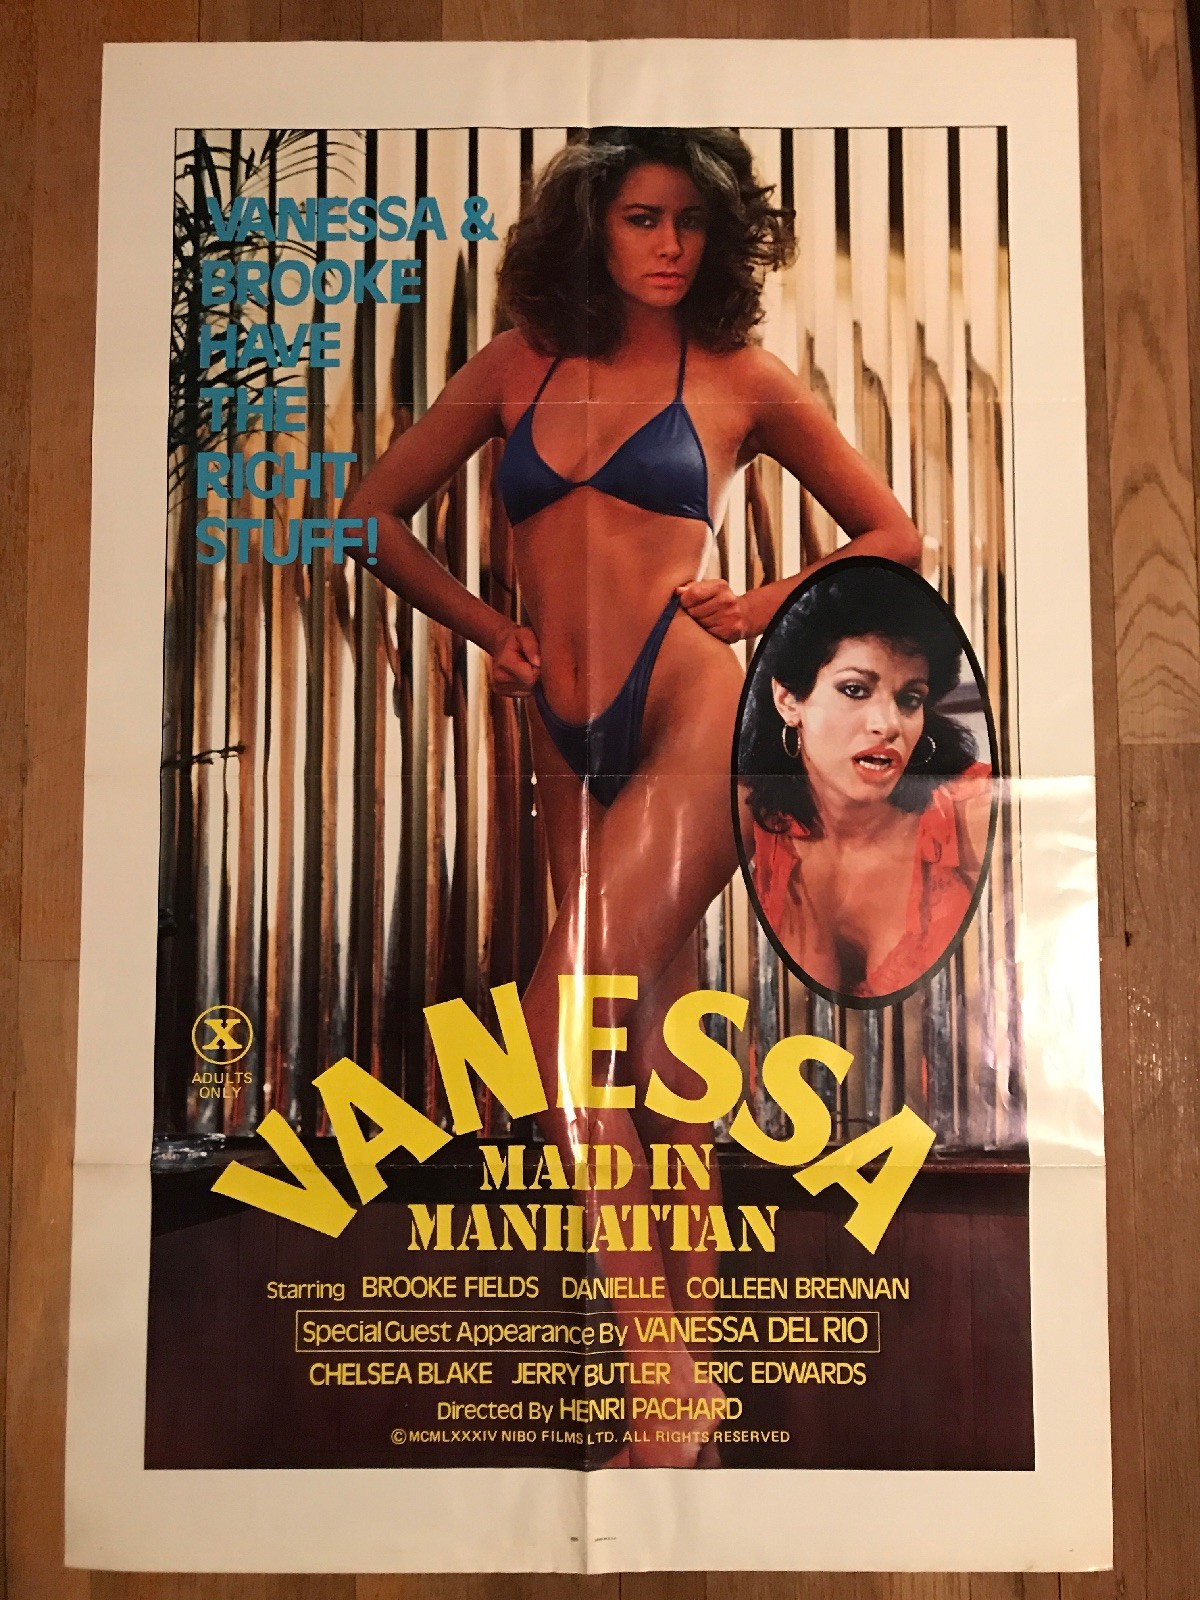 VANESSA &
BROOKE
HAVE
THE
RIGHT
STUFF!
X
ADULTS
ONLY
VANESSA
MAID IN
MANHATTAN
Starring BROOKE FIELDS DANIELLE COLLEEN BRENNAN
Special Guest Appearance By VANESSA DEL RIO
CHELSEA BLAKE JERRY BUTLER ERIC EDWARDS
Directed By HENRI PACHARD
© MCMLXXXIV NIBO FILMS LTD. ALL RIGHTS RESERVED